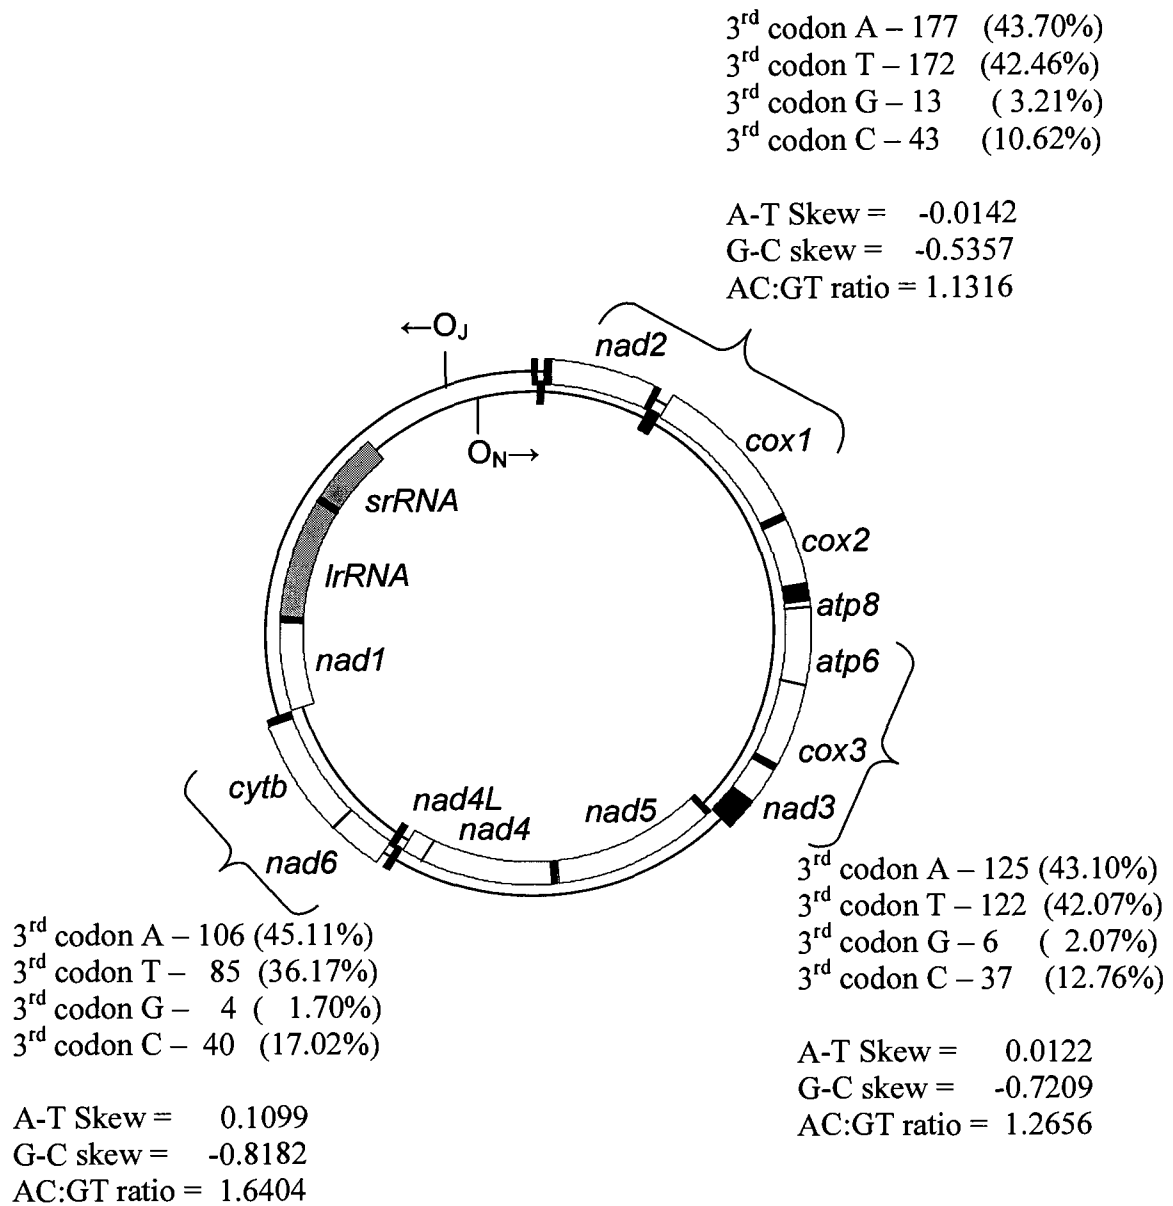 3rd codon A – 177 (43.70%)
3rd codon T – 172 (42.46%)
3rd codon G – 13 ( 3.21%)
3rd codon C – 43 (10.62%)
A-T Skew = -0.0142
G-C skew = -0.5357
AC:GT ratio = 1.1316
←OJ
ON→
nad2
cox1
cox2
atp8
atp6
cox3
nad3
nad5
nad4
nad4L
nad6
cytb
nad1
lrRNA
srRNA
3rd codon A – 125 (43.10%)
3rd codon T – 122 (42.07%)
3rd codon G – 6 ( 2.07%)
3rd codon C – 37 (12.76%)
A-T Skew = 0.0122
G-C skew = -0.7209
AC:GT ratio = 1.2656
3rd codon A – 106 (45.11%)
3rd codon T – 85 (36.17%)
3rd codon G – 4 ( 1.70%)
3rd codon C – 40 (17.02%)
A-T Skew = 0.1099
G-C skew = -0.8182
AC:GT ratio = 1.6404